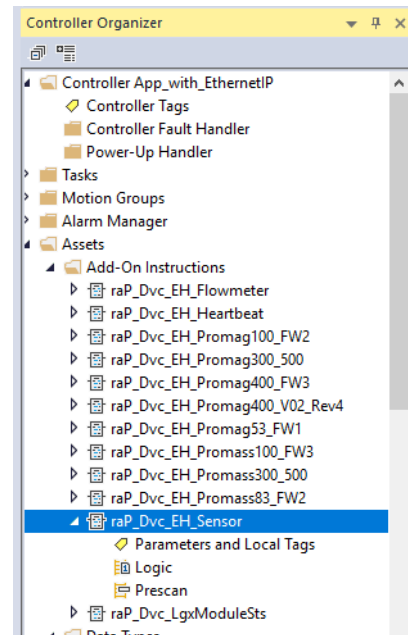 Controller Organizer
Controller App_with_EthernetIP
Controller Tags
Controller Fault Handler
Power-Up Handler
Tasks
Motion Groups
Alarm Manager
Assets
Add-On Instructions
raP_Dvc_EH_Flowmeter
raP_Dvc_EH_Heartbeat
raP_Dvc_EH_Promag100_FW2
raP_Dvc_EH_Promag300_500
raP_Dvc_EH_Promag400_FW3
raP_Dvc_EH_Promag400_V02_Rev4
raP_Dvc_EH_Promag53_FW1
raP_Dvc_EH_Promass100_FW3
raP_Dvc_EH_Promass300_500
raP_Dvc_EH_Promass83_FW2
raP_Dvc_EH_Sensor
Parameters and Local Tags
Logic
Prescan
raP_Dvc_LgxModuleSts
Data Types